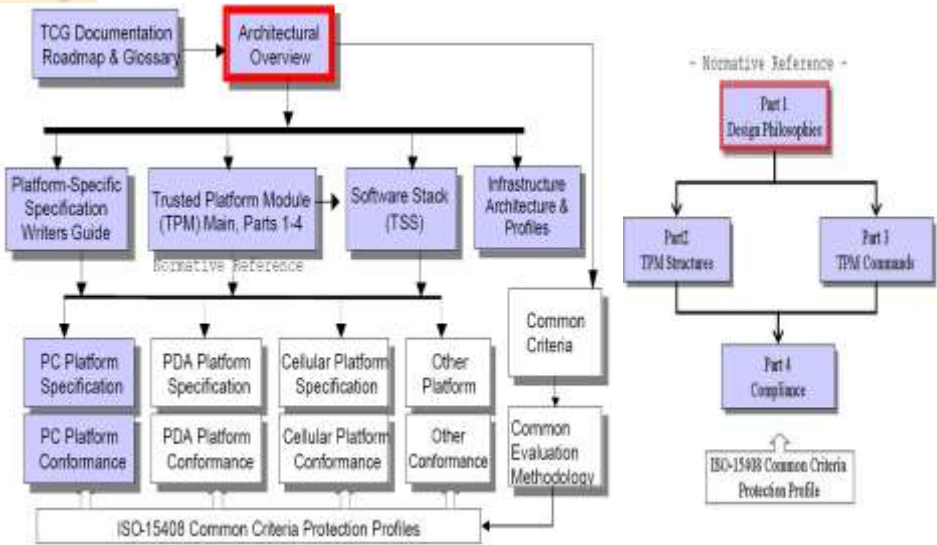 TCG Documentation
Roadmap & Glossary
Architectural
Overview
Platform-Specific
Specification
Writers Guide
Trusted Platform Module
(TPM) Main, Parts 1-4
Software Stack
(TSS)
Infrastructure
Architecture &
Profiles
Normative Reference
PC Platform
Specification
PDA Platform
Specification
Cellular Platform
Specification
Other
Platform
Common
Criteria
PC Platform
Conformance
PDA Platform
Conformance
Cellular Platform
Conformance
Other
Conformance
Common
Evaluation
Methodology
ISO-15408 Common Criteria Protection Profiles
- Normative Reference -
Part 1
Design Philosophies
Part2
TPM Structures
Part 3
TPM Commands
Part 4
Compliance
ISO-15408 Common Criteria
Protection Profile